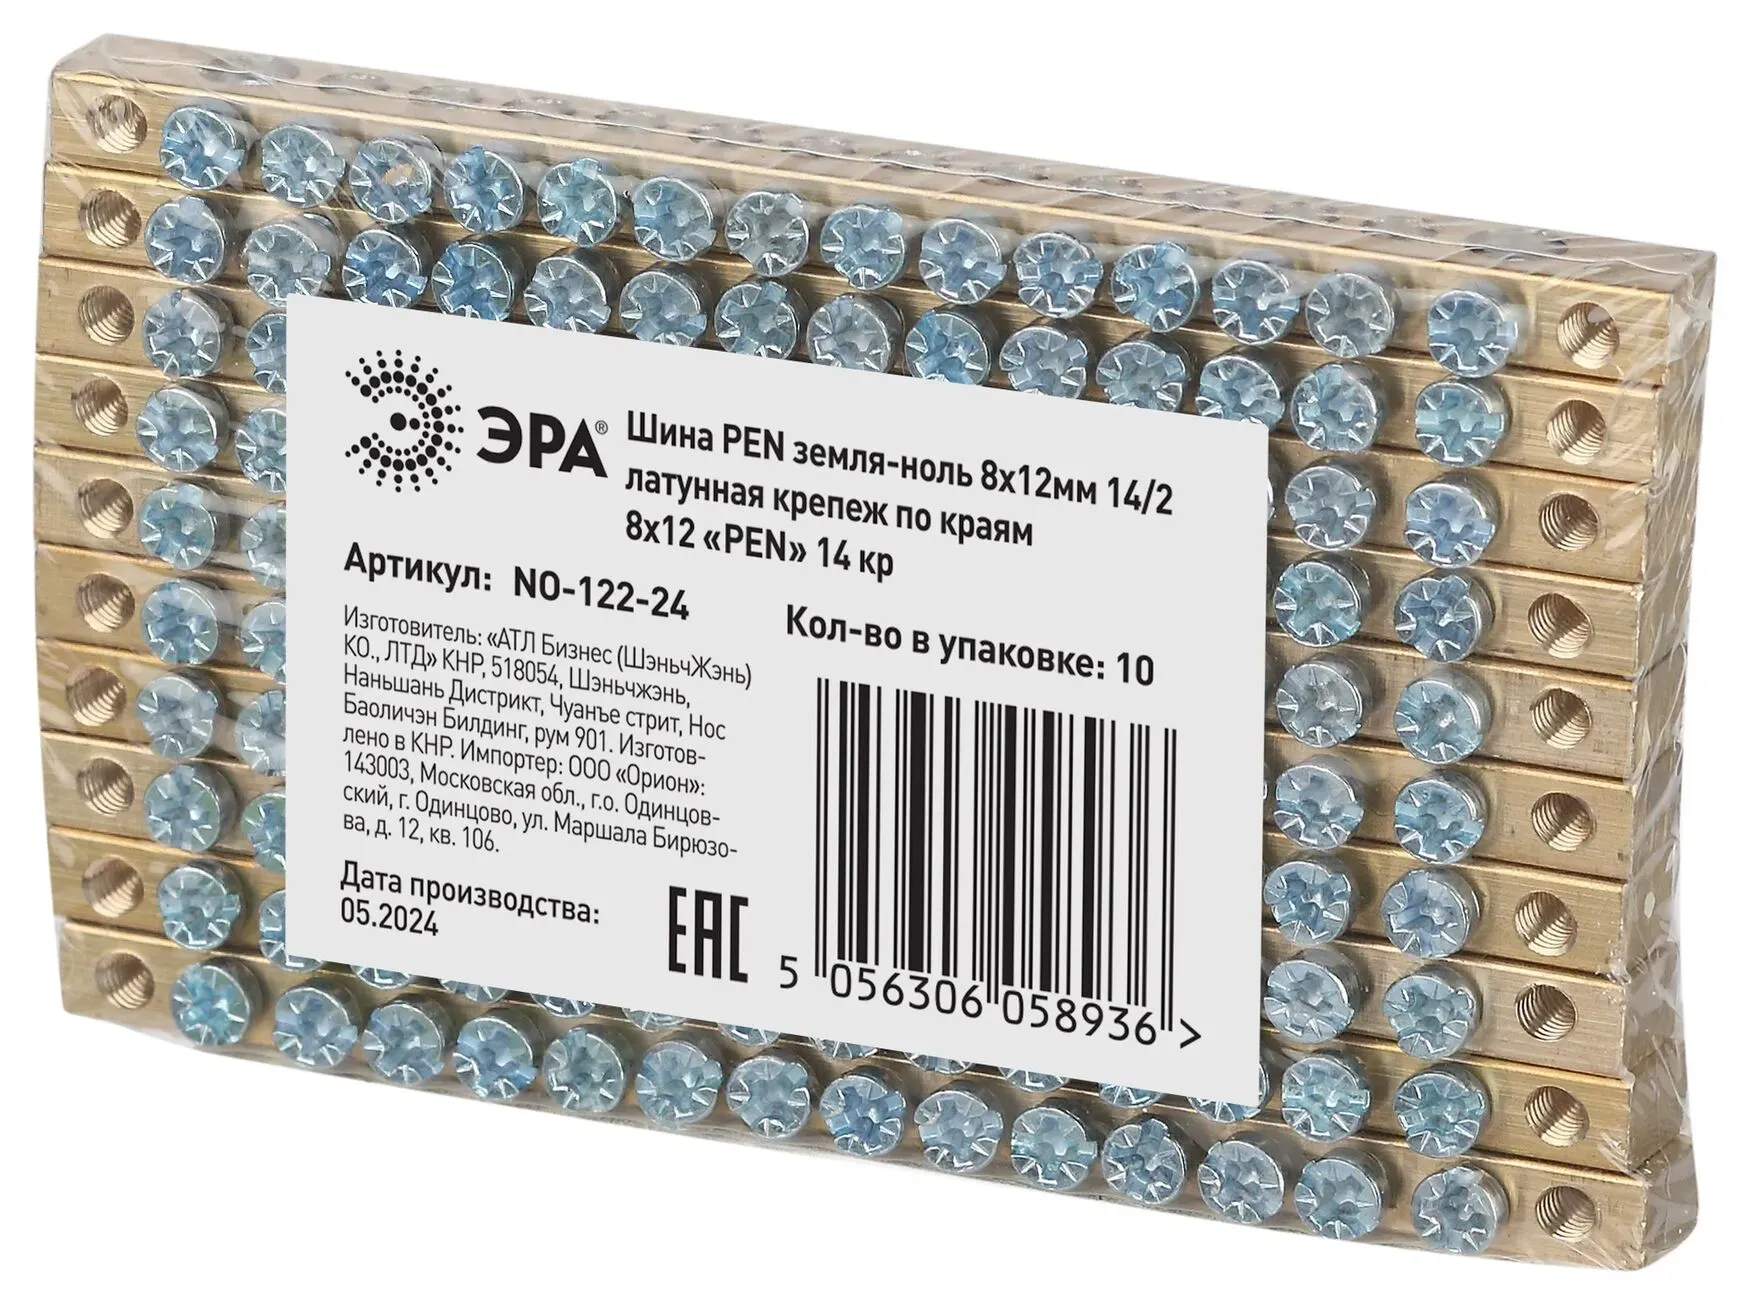 ЭРА®
Шина PEN земля-ноль 8х12мм 14/2
латунная крепеж по краям
8х12 «PEN» 14 кр
Артикул: NO-122-24
Кол-во в упаковке: 10
Изготовитель: «АТЛ Бизнес (ШэньчЖэнь)
КО., ЛТД» КНР, 518054, Шэньчжэнь,
Наньшань Дистрикт, Чуанъе стрит, Нос
Баоличэн Билдинг, рум 901. Изготов-
лено в КНР. Импортер: ООО «Орион»:
143003, Московская обл., г.о. Одинцов-
ский, г. Одинцово, ул. Маршала Бирюзо-
ва, д. 12, кв. 106.
Дата производства:
05.2024
EAC
5 056306 058936 >